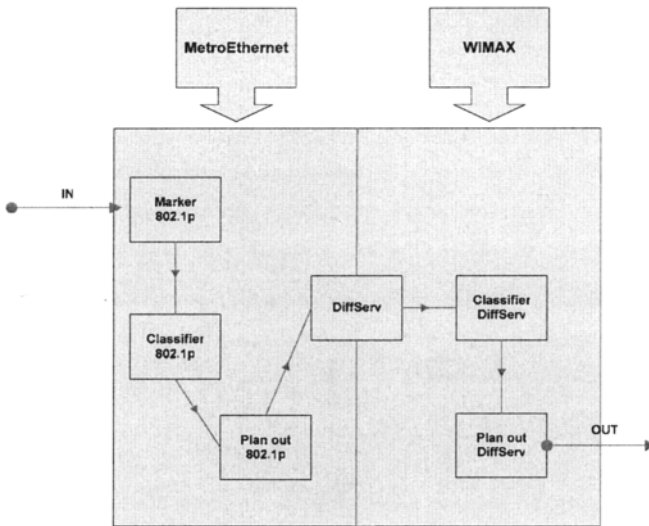 MetroEthernet
WIMAX
IN
Marker
802.1p
DiffServ
Classifier
DiffServ
Classifier
802.1p
Plan out
802.1p
Plan out
DiffServ
OUT